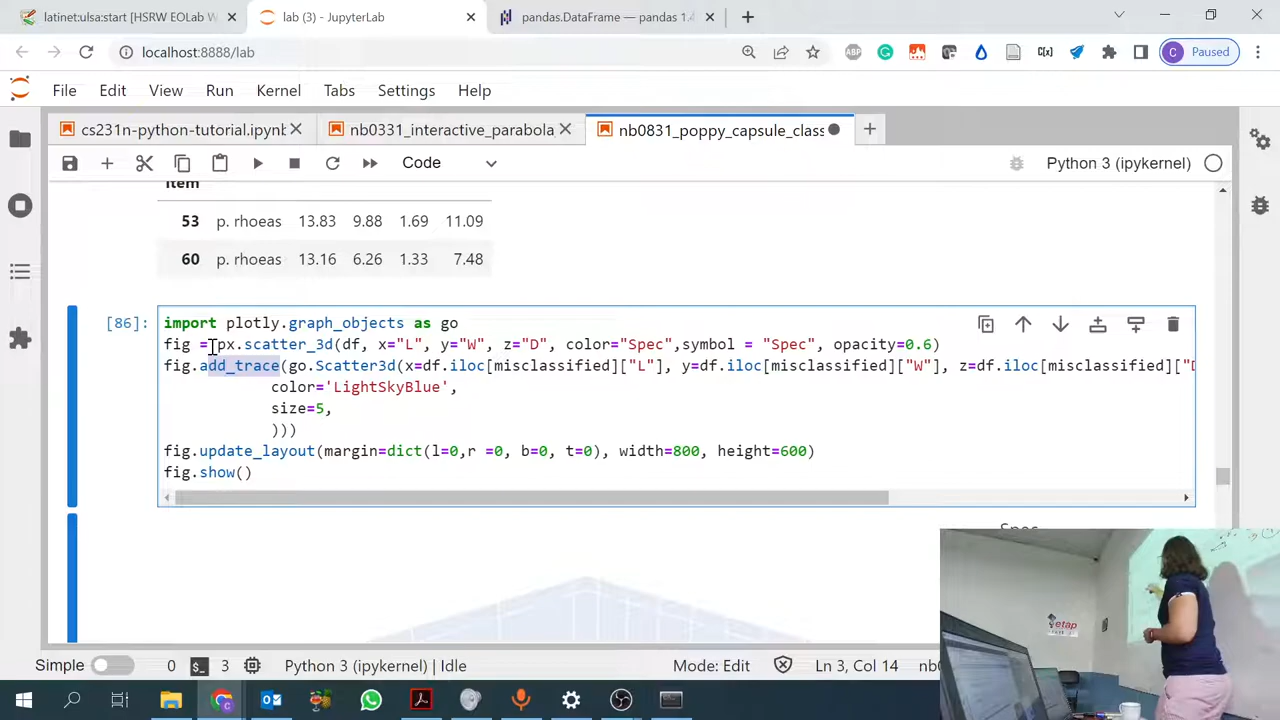 latinet:ulsa:start [HSRW EOLab W
lab (3) - JupyterLab
pandas.DataFrame — pandas 1.4
localhost:8888/lab
ABP
C[x]
C
Paused
File Edit View Run Kernel Tabs Settings Help
cs231n-python-tutorial.ipynb
nb0331_interactive_parabola
nb0831_poppy_capsule_class
Code
Python 3 (ipykernel)
Item
53 p. rhoeas 13.83 9.88 1.69 11.09
60 p. rhoeas 13.16 6.26 1.33 7.48
[86]:
import plotly.graph_objects as go
fig = px.scatter_3d(df, x="L", y="W", z="D", color="Spec",symbol = "Spec", opacity=0.6)
fig.add_trace(go.Scatter3d(x=df.iloc[misclassified]["L"], y=df.iloc[misclassified]["W"], z=df.iloc[misclassified]["D
color='LightSkyBlue',
size=5,
)))
fig.update_layout(margin=dict(l=0,r =0, b=0, t=0), width=800, height=600)
fig.show()
Spec
etap
Simple 0 3 Python 3 (ipykernel) | Idle Mode: Edit Ln 3, Col 14 nb0